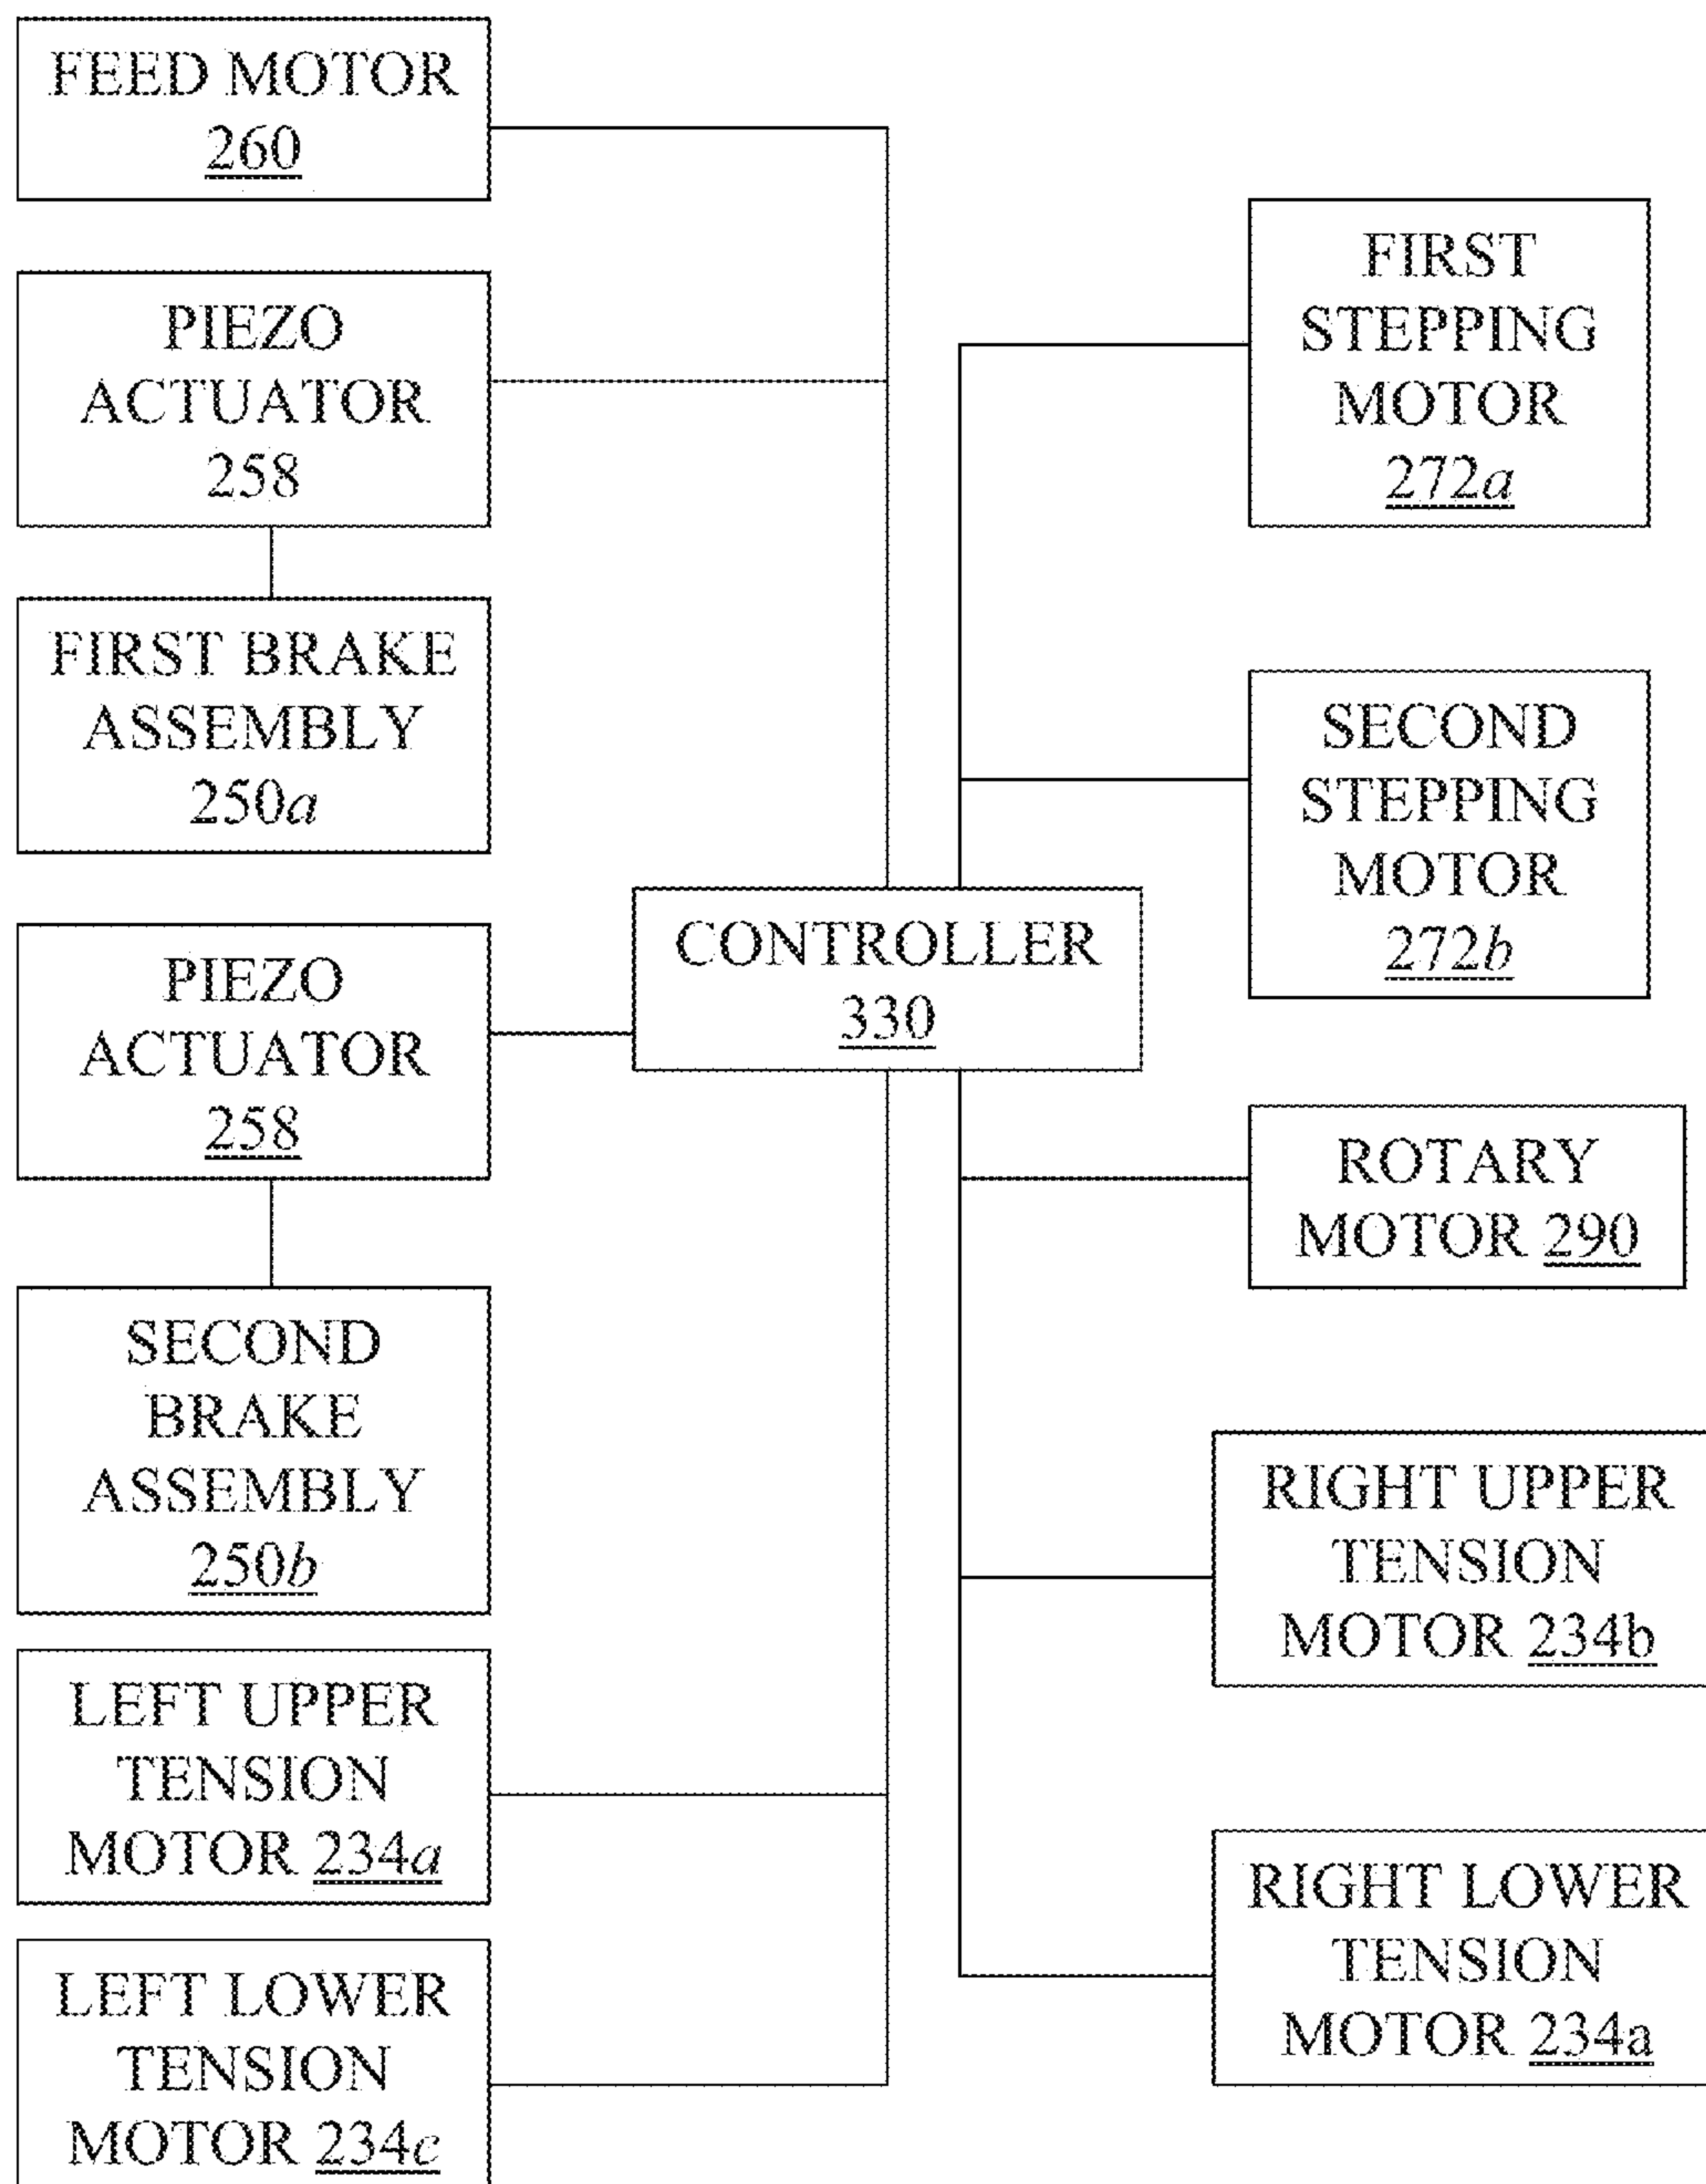 FEED MOTOR
260
PIEZO
ACTUATOR
258
FIRST BRAKE
ASSEMBLY
250a
PIEZO
ACTUATOR
258
SECOND
BRAKE
ASSEMBLY
250b
LEFT UPPER
TENSION
MOTOR 234a
LEFT LOWER
TENSION
MOTOR 234c
CONTROLLER
330
FIRST
STEPPING
MOTOR
272a
SECOND
STEPPING
MOTOR
272b
ROTARY
MOTOR 290
RIGHT UPPER
TENSION
MOTOR 234b
RIGHT LOWER
TENSION
MOTOR 234a